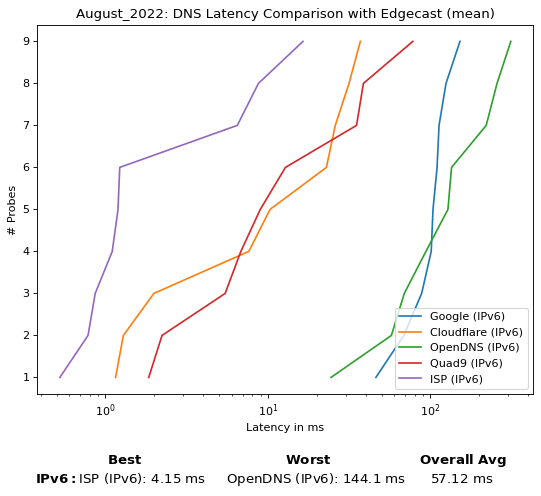 August_2022: DNS Latency Comparison with Edgecast (mean)
# Probes
9
8
7
6
5
4
3
2
1
10⁰
10¹
10²
Latency in ms
Google (IPv6)
Cloudflare (IPv6)
OpenDNS (IPv6)
Quad9 (IPv6)
ISP (IPv6)
Best Worst Overall Avg
IPv6: ISP (IPv6): 4.15 ms OpenDNS (IPv6): 144.1 ms 57.12 ms